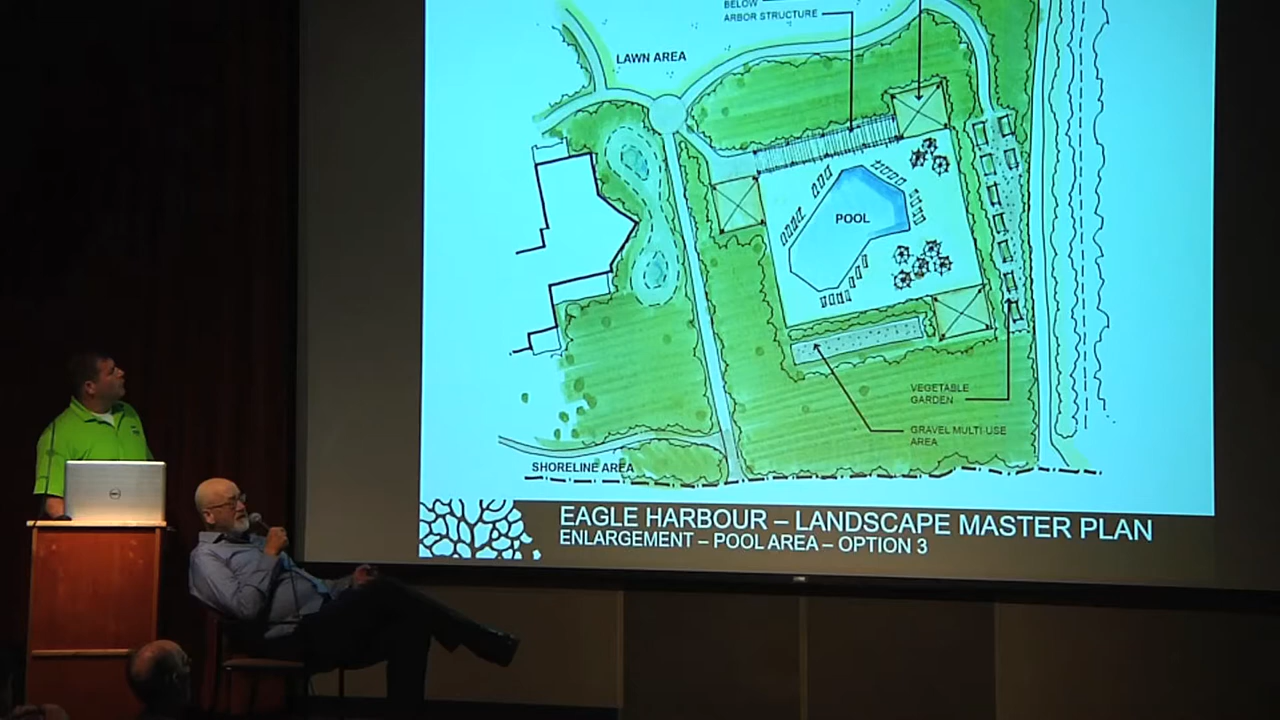 BELOW
ARBOR STRUCTURE
LAWN AREA
POOL
VEGETABLE
GARDEN
GRAVEL MULTI-USE
AREA
SHORELINE AREA
EAGLE HARBOUR – LANDSCAPE MASTER PLAN
ENLARGEMENT – POOL AREA – OPTION 3
DELL